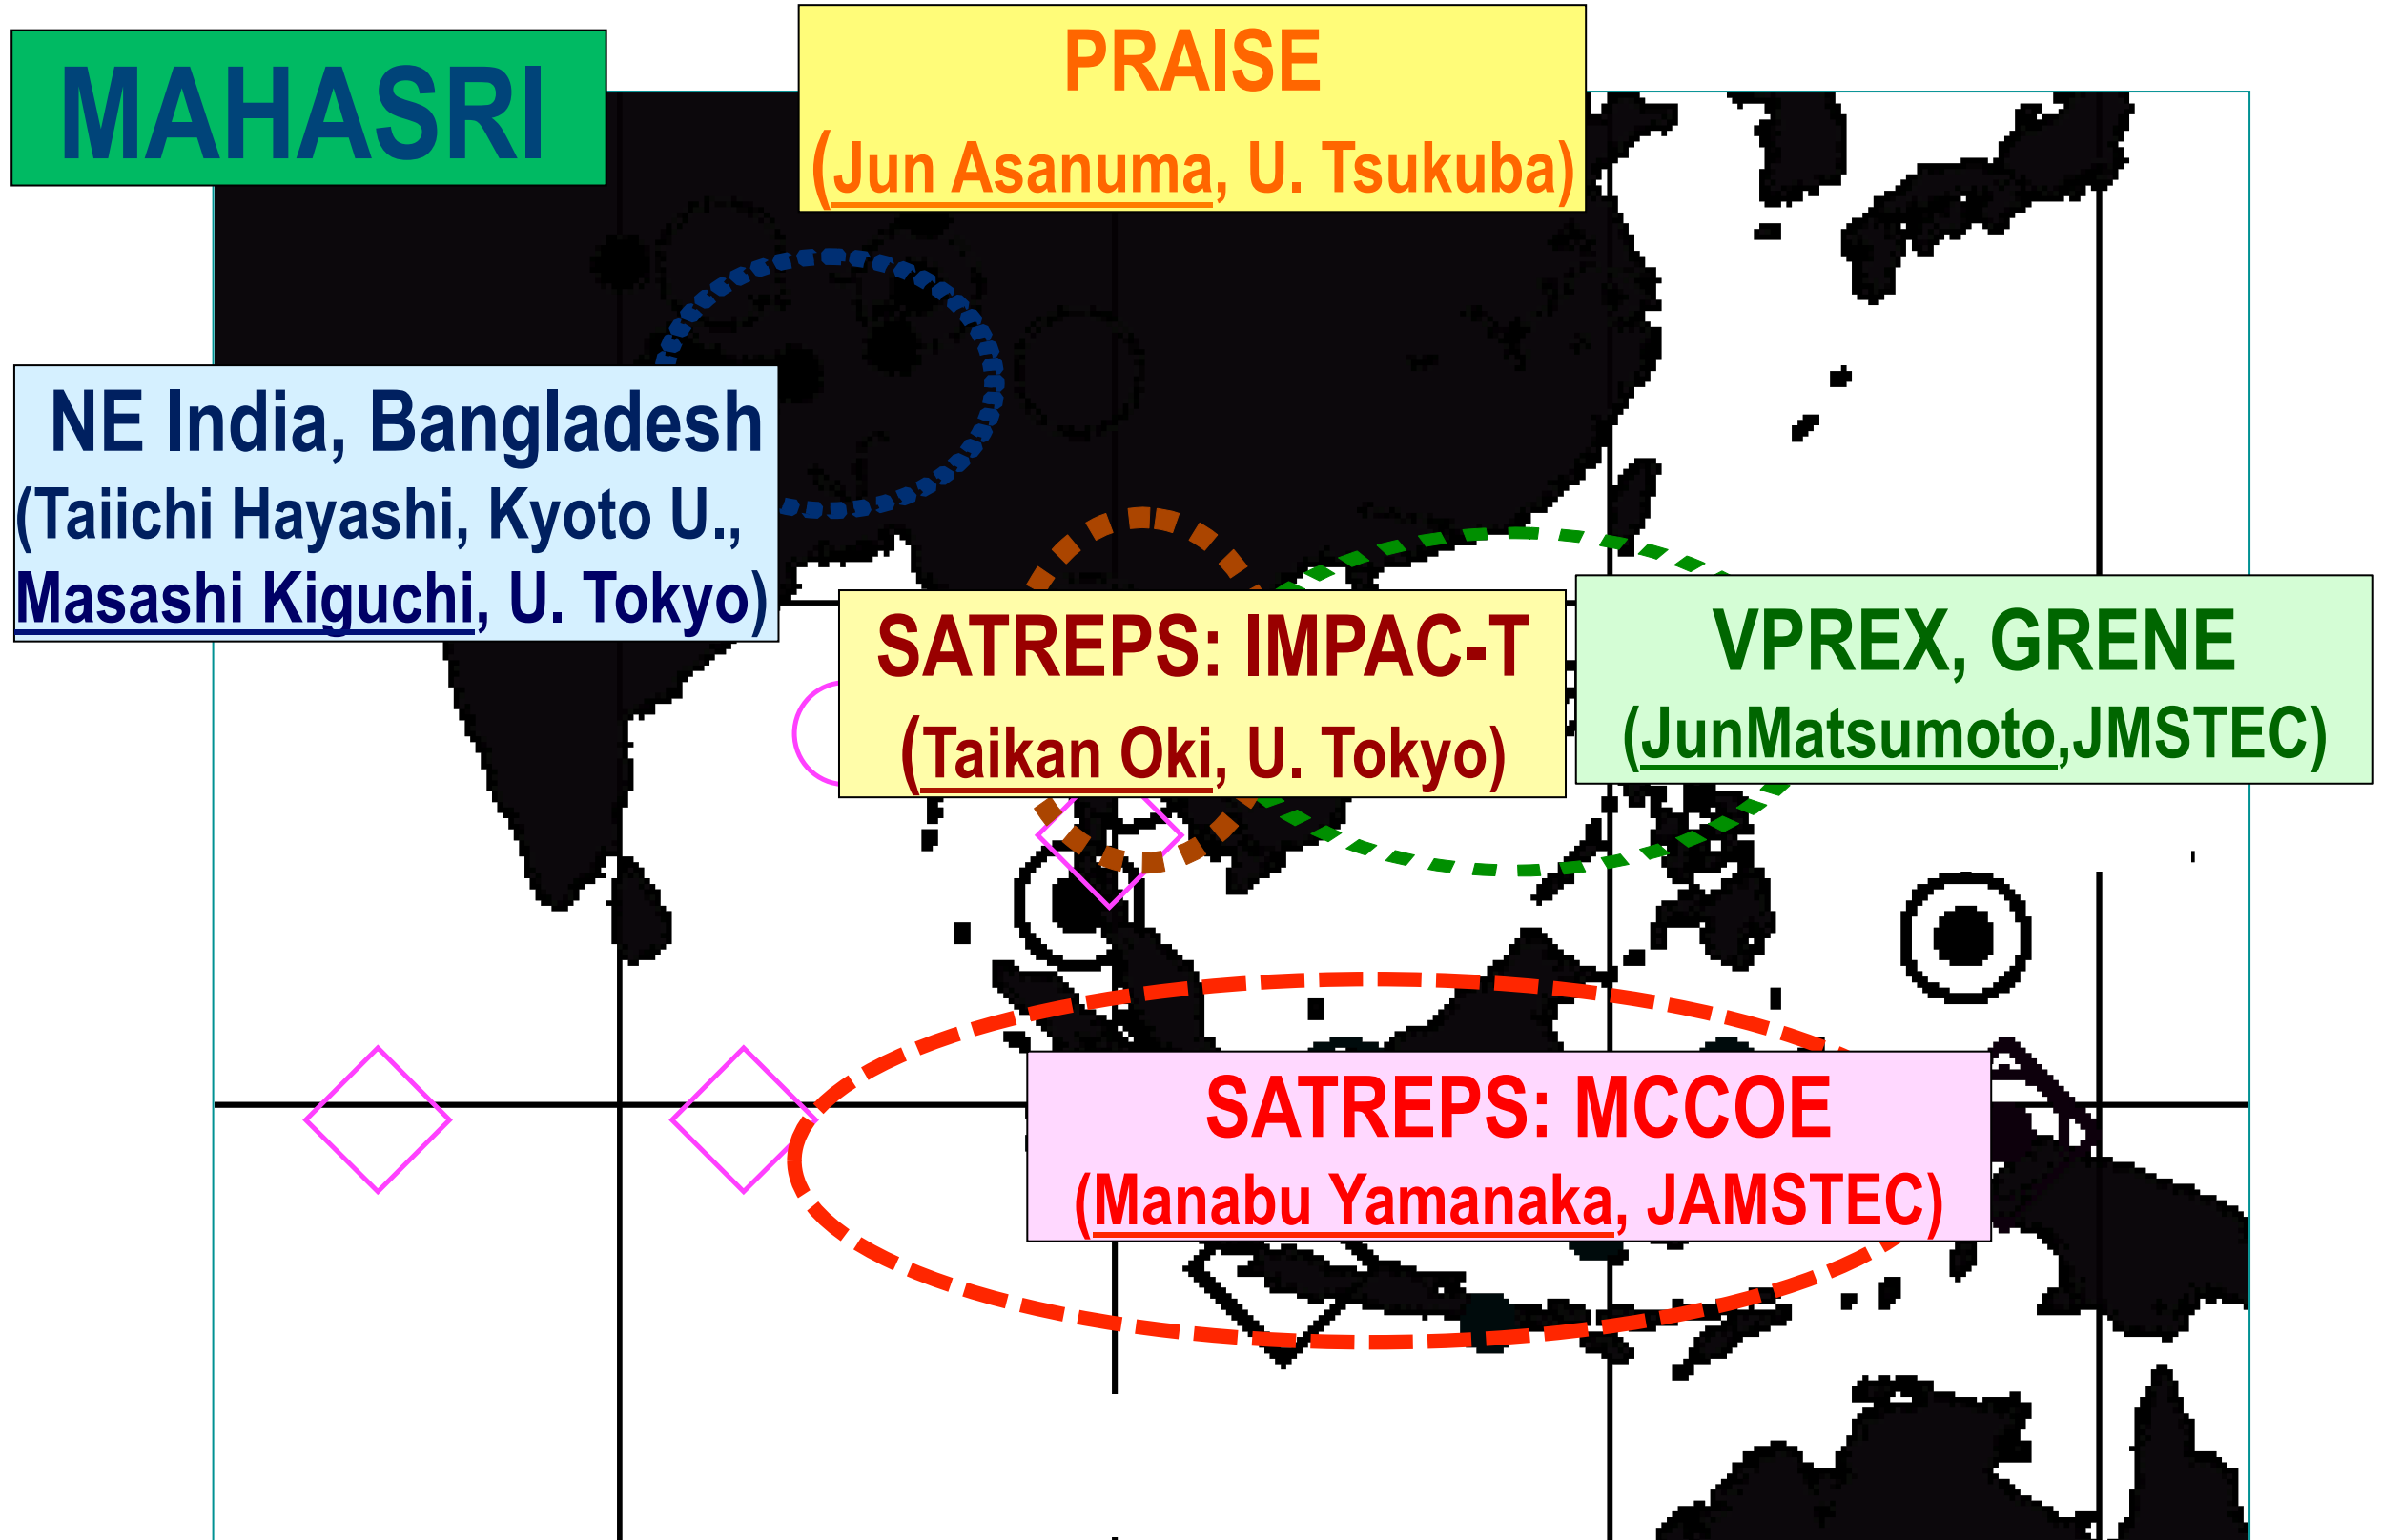 MAHASRI
PRAISE
(Jun Asanuma, U. Tsukuba)
NE India, Bangladesh
(Taiichi Hayashi, Kyoto U.,
Masashi Kiguchi, U. Tokyo)
SATREPS: IMPAC-T
(Taikan Oki, U. Tokyo)
VPREX, GRENE
(JunMatsumoto,JMSTEC)
SATREPS: MCCOE
(Manabu Yamanaka, JAMSTEC)